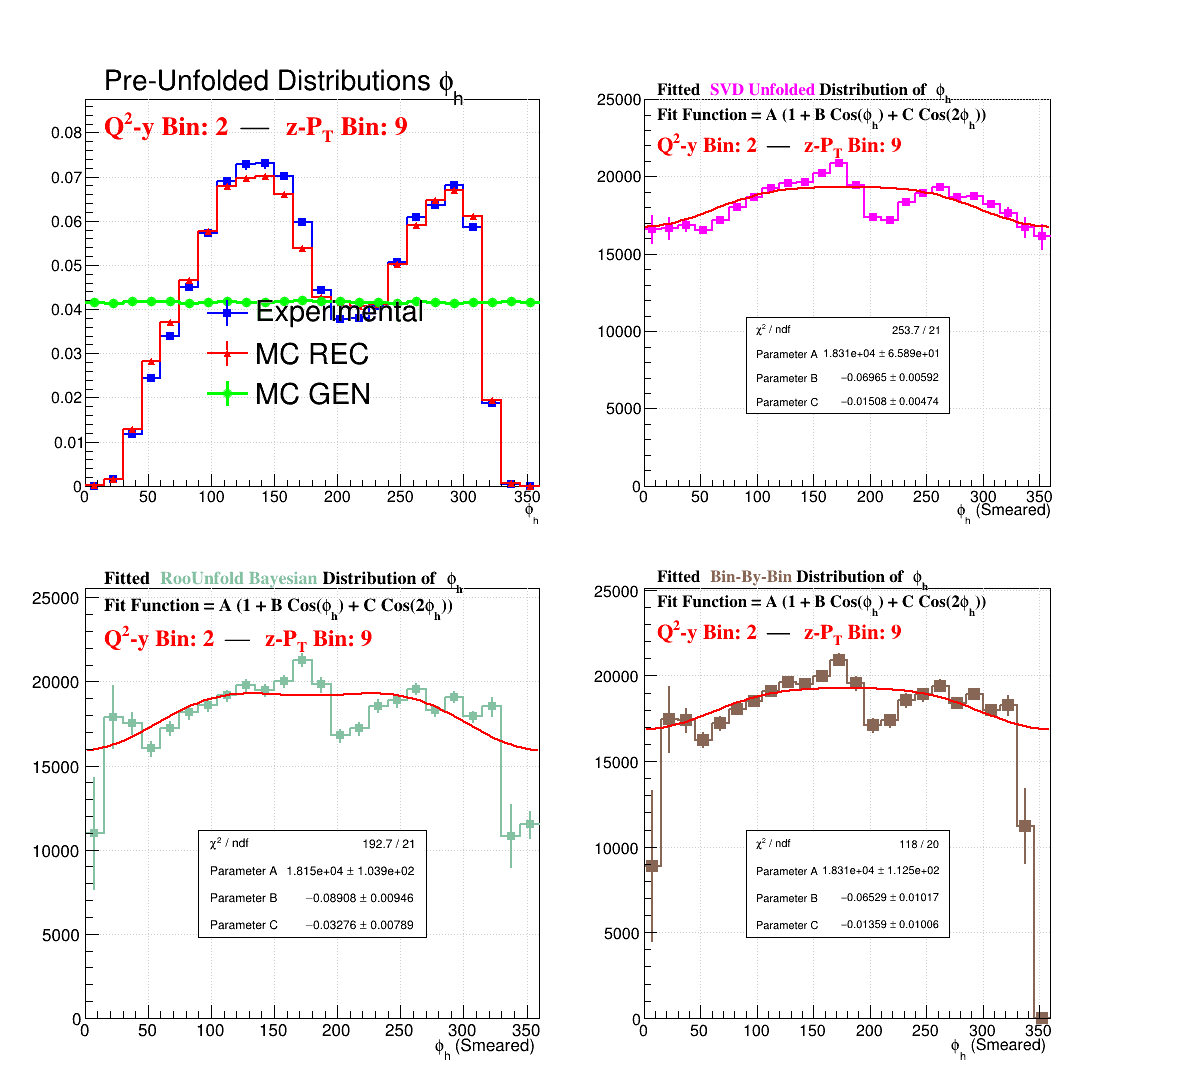 Pre-Unfolded Distributions ϕh
Q²-y Bin: 2 — z-PT Bin: 9
0.08
0.07
0.06
0.05
0.04
0.03
0.02
0.01
0
Experimental
MC REC
MC GEN
0 50 100 150 200 250 300 350
ϕh
Fitted SVD Unfolded Distribution of ϕh
Fit Function = A (1 + B Cos(ϕh) + C Cos(2ϕh))
Q²-y Bin: 2 — z-PT Bin: 9
25000
20000
15000
10000
5000
0
χ² / ndf 253.7 / 21
Parameter A 1.831e+04 ± 6.589e+01
Parameter B −0.06965 ± 0.00592
Parameter C −0.01508 ± 0.00474
0 50 100 150 200 250 300 350
ϕh (Smeared)
Fitted RooUnfold Bayesian Distribution of ϕh
Fit Function = A (1 + B Cos(ϕh) + C Cos(2ϕh))
Q²-y Bin: 2 — z-PT Bin: 9
25000
20000
15000
10000
5000
0
χ² / ndf 192.7 / 21
Parameter A 1.815e+04 ± 1.039e+02
Parameter B −0.08908 ± 0.00946
Parameter C −0.03276 ± 0.00789
0 50 100 150 200 250 300 350
ϕh (Smeared)
Fitted Bin-By-Bin Distribution of ϕh
Fit Function = A (1 + B Cos(ϕh) + C Cos(2ϕh))
Q²-y Bin: 2 — z-PT Bin: 9
25000
20000
15000
10000
5000
0
χ² / ndf 118 / 20
Parameter A 1.831e+04 ± 1.125e+02
Parameter B −0.06529 ± 0.01017
Parameter C −0.01359 ± 0.01006
0 50 100 150 200 250 300 350
ϕh (Smeared)